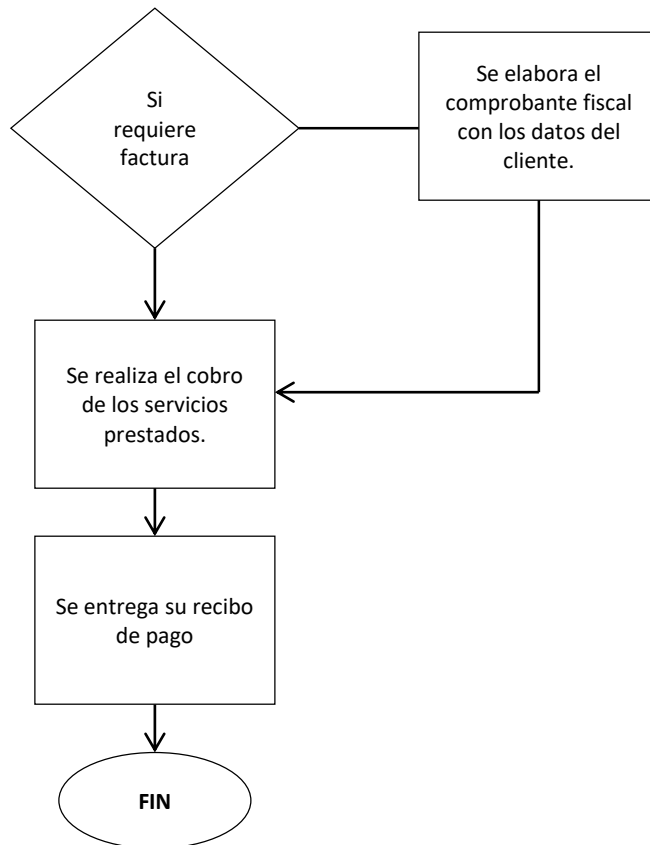 Si
requiere
factura
Se elabora el
comprobante fiscal
con los datos del
cliente.
Se realiza el cobro
de los servicios
prestados.
Se entrega su recibo
de pago
FIN